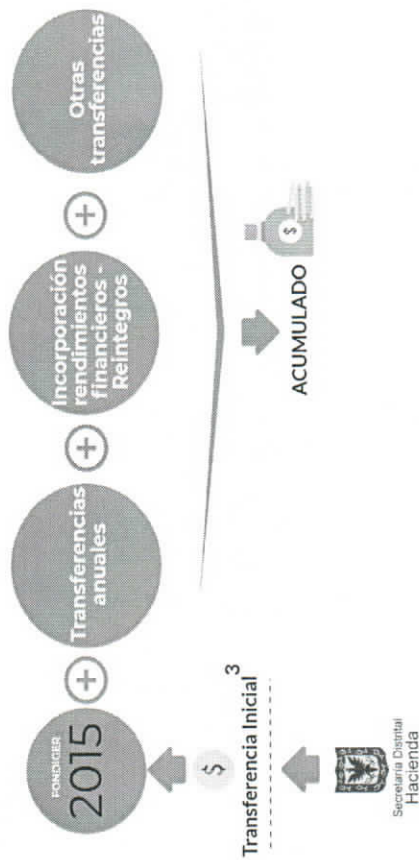 FONDIGER
2015
+
Transferencias
anuales
+
Incorporación
rendimientos
financieros -
Reintegros
+
Otras
transferencias
$
Transferencia Inicial 3
Secretaría Distrital
Hacienda
$
ACUMULADO